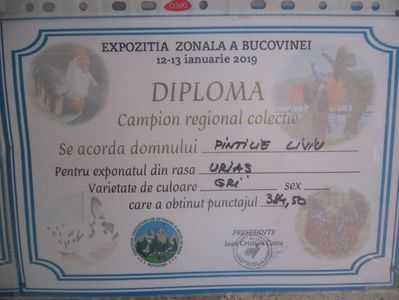 EXPOZITIA ZONALA A BUCOVINEI
12-13 ianuarie 2019
DIPLOMA
Campion regional colectie
Se acorda domnului PINTILIE LIVIU
Pentru exponatul din rasa URIAȘ
Varietate de culoare GRI sex
care a obtinut punctajul 384,50
PRESEDINTE
Ioan Cristian Catea